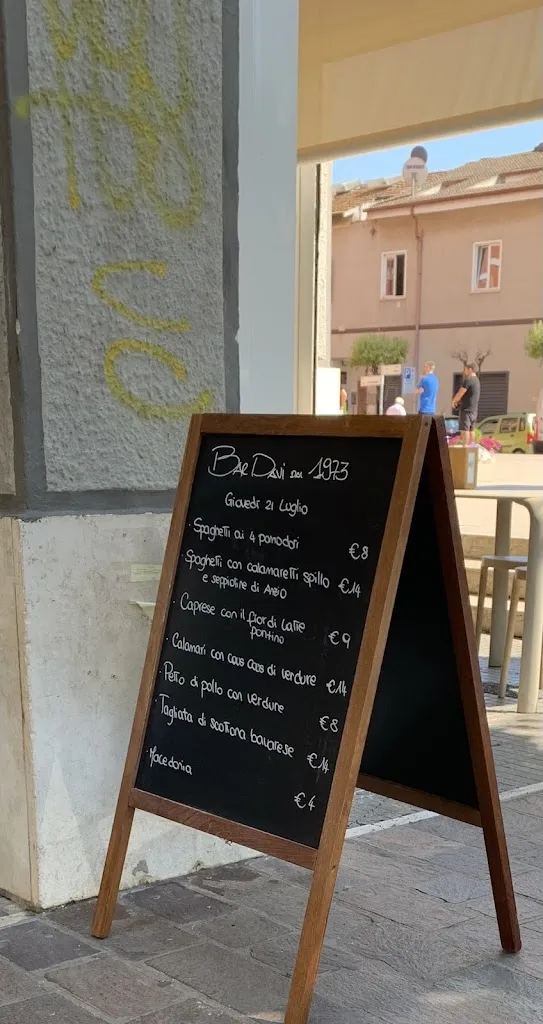 BAR DAVI DAL 1973
Giovedì 21 Luglio
· Spaghetti ai 4 pomodori €8
· Spaghetti con calamaretti spillo €14
e seppioline di Anzio
· Caprese con il fior di latte
pontino €9
· Calamari con cous cous di verdure €14
· Petto di pollo con verdure €8
· Tagliata di scottona bavarese €14
· Macedonia €4